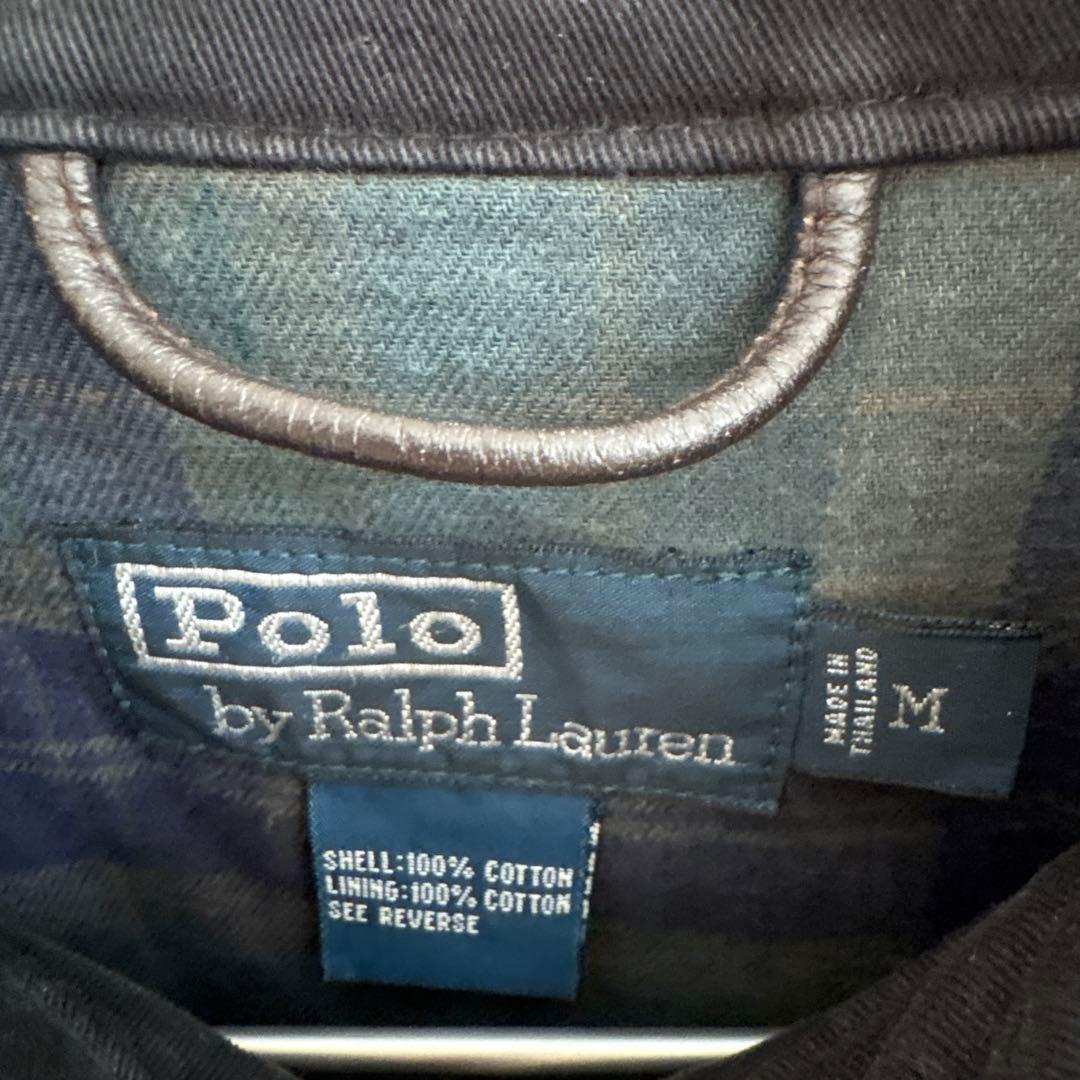 Polo
by Ralph Lauren
MADE IN
THAILAND
M
SHELL:100% COTTON
LINING:100% COTTON
SEE REVERSE